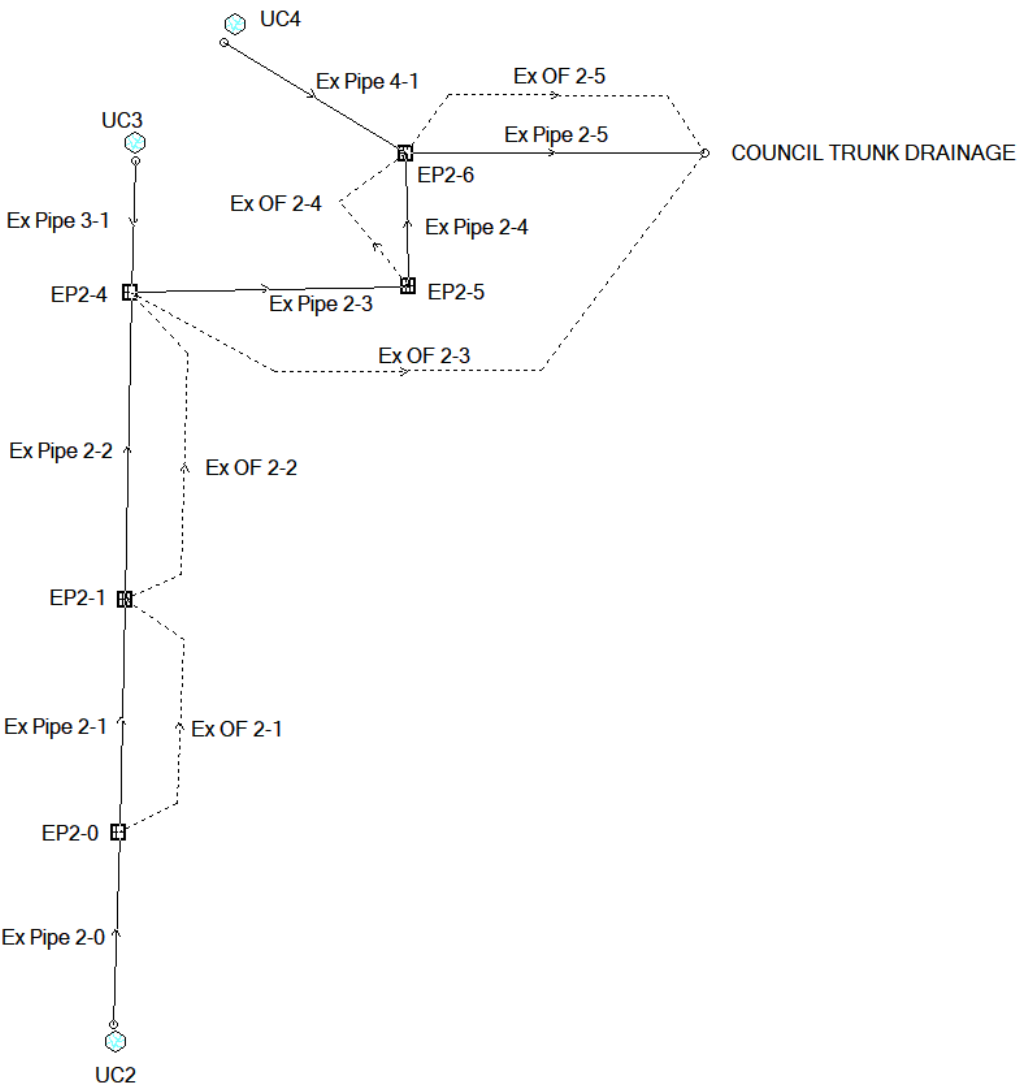 UC4
Ex Pipe 4-1
Ex OF 2-5
UC3
Ex Pipe 2-5
COUNCIL TRUNK DRAINAGE
EP2-6
Ex OF 2-4
Ex Pipe 3-1
Ex Pipe 2-4
EP2-4
EP2-5
Ex Pipe 2-3
Ex OF 2-3
Ex Pipe 2-2
Ex OF 2-2
EP2-1
Ex Pipe 2-1
Ex OF 2-1
EP2-0
Ex Pipe 2-0
UC2